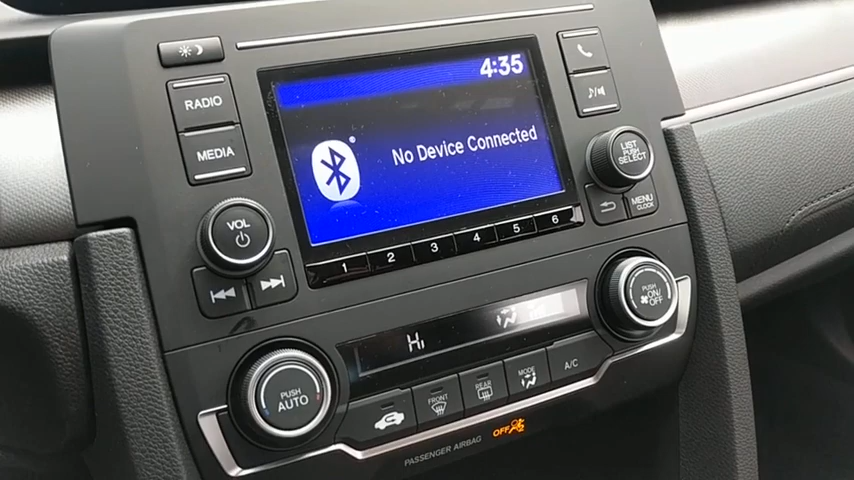 4:35
RADIO
MEDIA
No Device Connected
LIST
PUSH
SELECT
VOL
MENU
CLOCK
1 2 3 4 5 6
PUSH
ON/
OFF
Hi
PUSH
AUTO
FRONT
REAR
MODE
A/C
PASSENGER AIRBAG
OFF